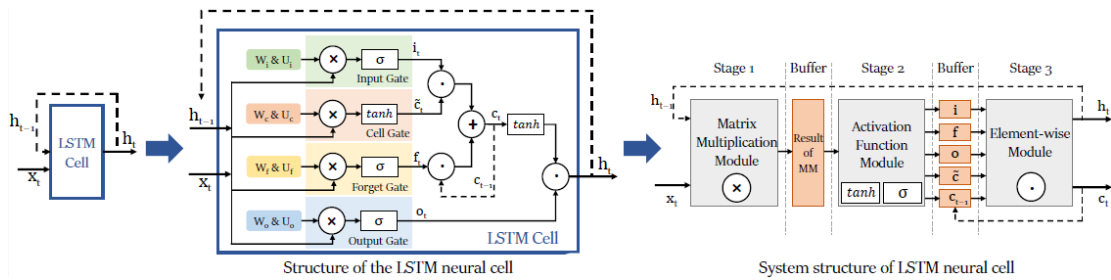 h_{t-1}
x_t
LSTM
Cell
h_t
h_{t-1}
x_t
W_i & U_i
×
σ
i_t
Input Gate
·
W_c & U_c
×
tanh
c̃_t
Cell Gate
+
c_t
tanh
W_f & U_f
×
σ
f_t
·
c_{t-1}
Forget Gate
·
h_t
W_o & U_o
×
σ
o_t
Output Gate
LSTM Cell
Structure of the LSTM neural cell
Stage 1
Buffer
Stage 2
Buffer
Stage 3
h_{t-1}
x_t
Matrix
Multiplication
Module
×
Result
of
MM
Activation
Function
Module
tanh
σ
i
f
o
c̃
c_{t-1}
Element-wise
Module
·
h_t
c_t
System structure of LSTM neural cell